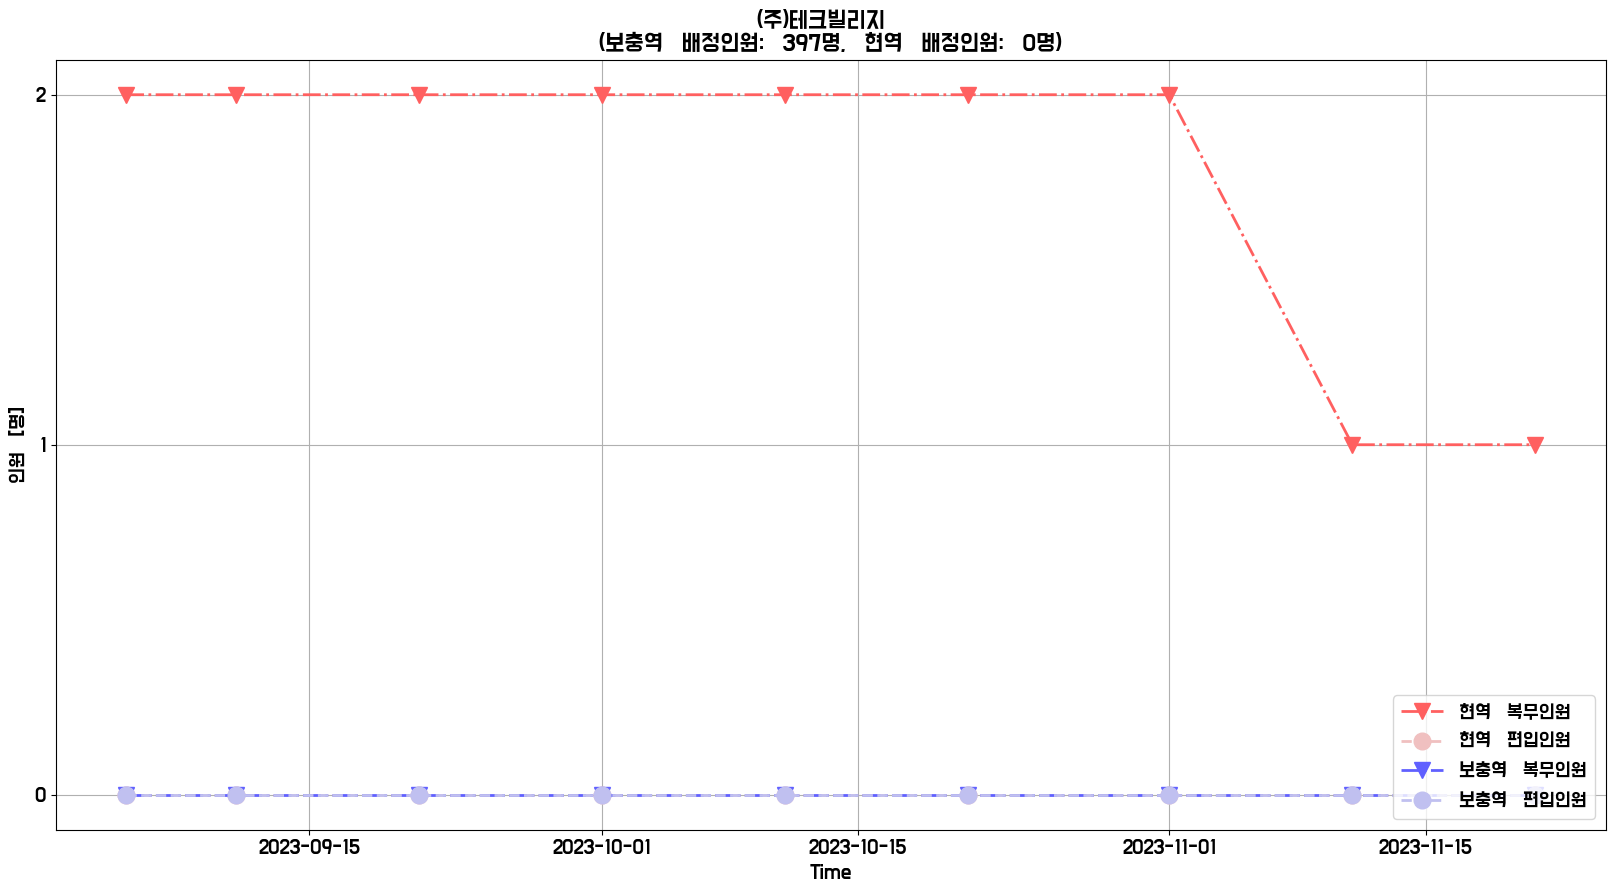 (주)테크빌리지
(보충역 배정인원: 397명, 현역 배정인원: 0명)
인원 [명]
2
1
0
현역 복무인원
현역 편입인원
보충역 복무인원
보충역 편입인원
2023-09-15
2023-10-01
2023-10-15
2023-11-01
2023-11-15
Time